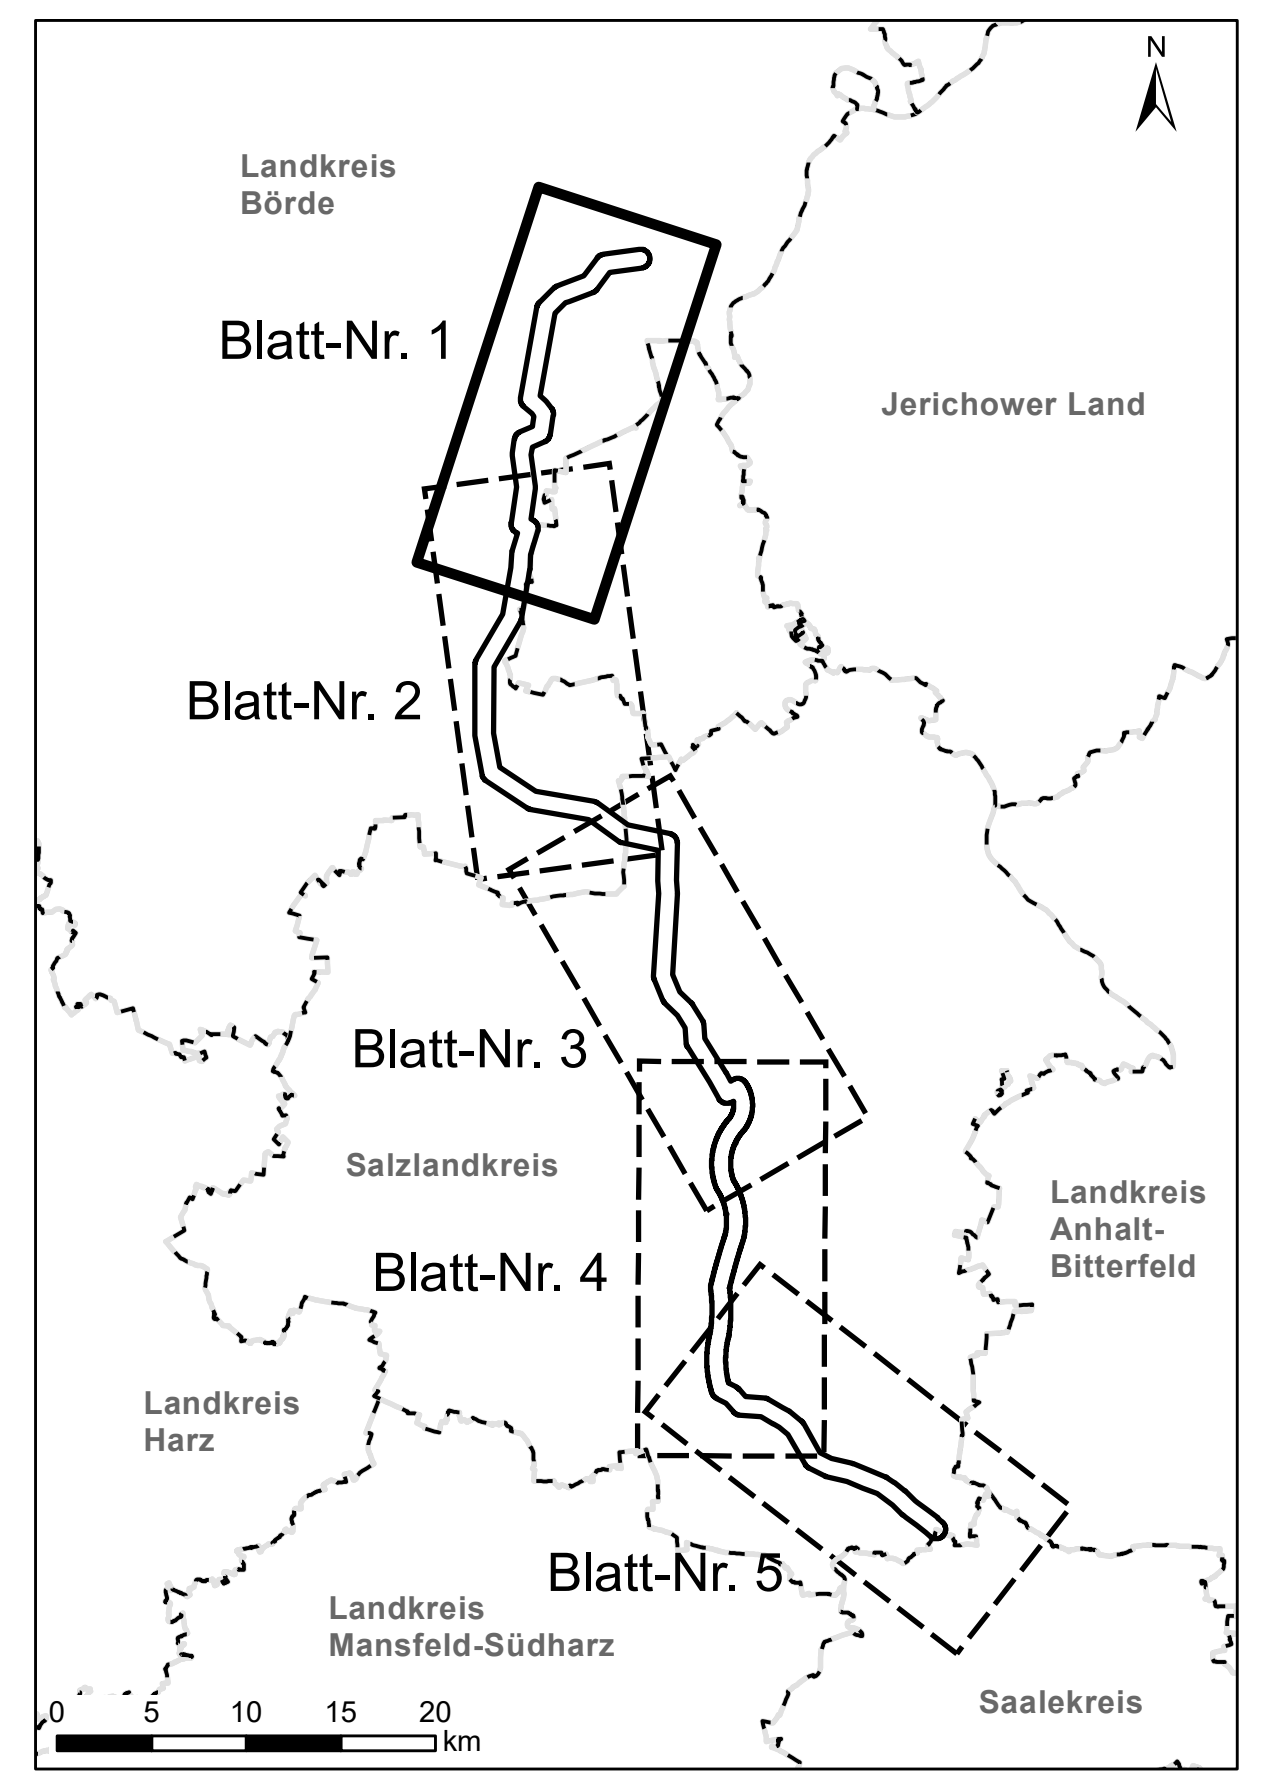 N
Landkreis
Börde
Blatt-Nr. 1
Jerichower Land
Blatt-Nr. 2
Blatt-Nr. 3
Salzlandkreis
Landkreis
Anhalt-
Bitterfeld
Blatt-Nr. 4
Landkreis
Harz
Blatt-Nr. 5
Landkreis
Mansfeld-Südharz
Saalekreis
0 5 10 15 20
km